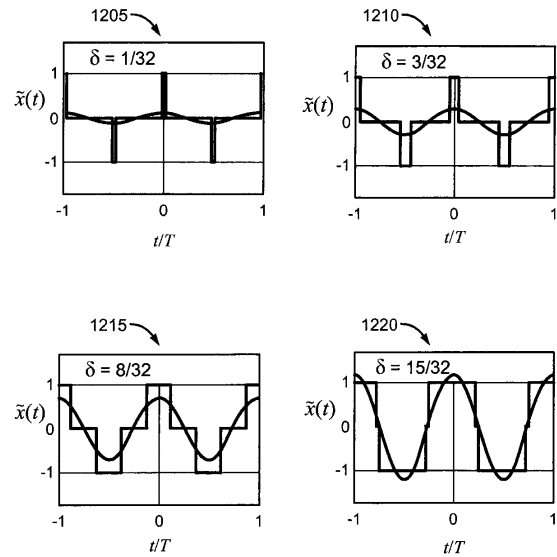 1205
δ = 1/32
x̃(t)
1
0
-1
-1 0 1
t/T
1210
δ = 3/32
x̃(t)
1
0
-1
-1 0 1
t/T
1215
δ = 8/32
x̃(t)
1
0
-1
-1 0 1
t/T
1220
δ = 15/32
x̃(t)
1
0
-1
-1 0 1
t/T